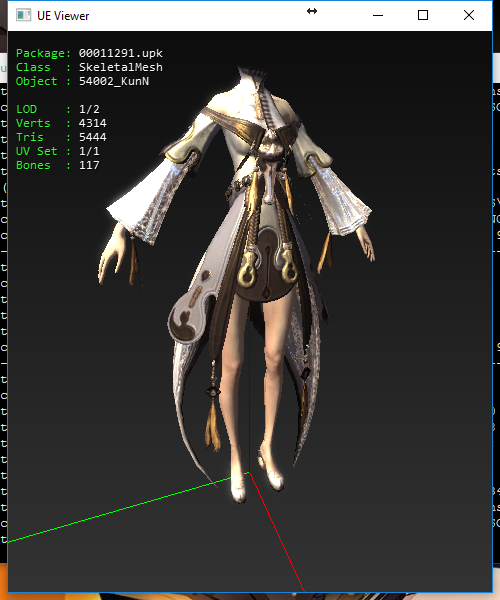 UE Viewer
Package: 00011291.upk
Class : SkeletalMesh
Object : 54002_KunN
LOD : 1/2
Verts : 4314
Tris : 5444
UV Set : 1/1
Bones : 117